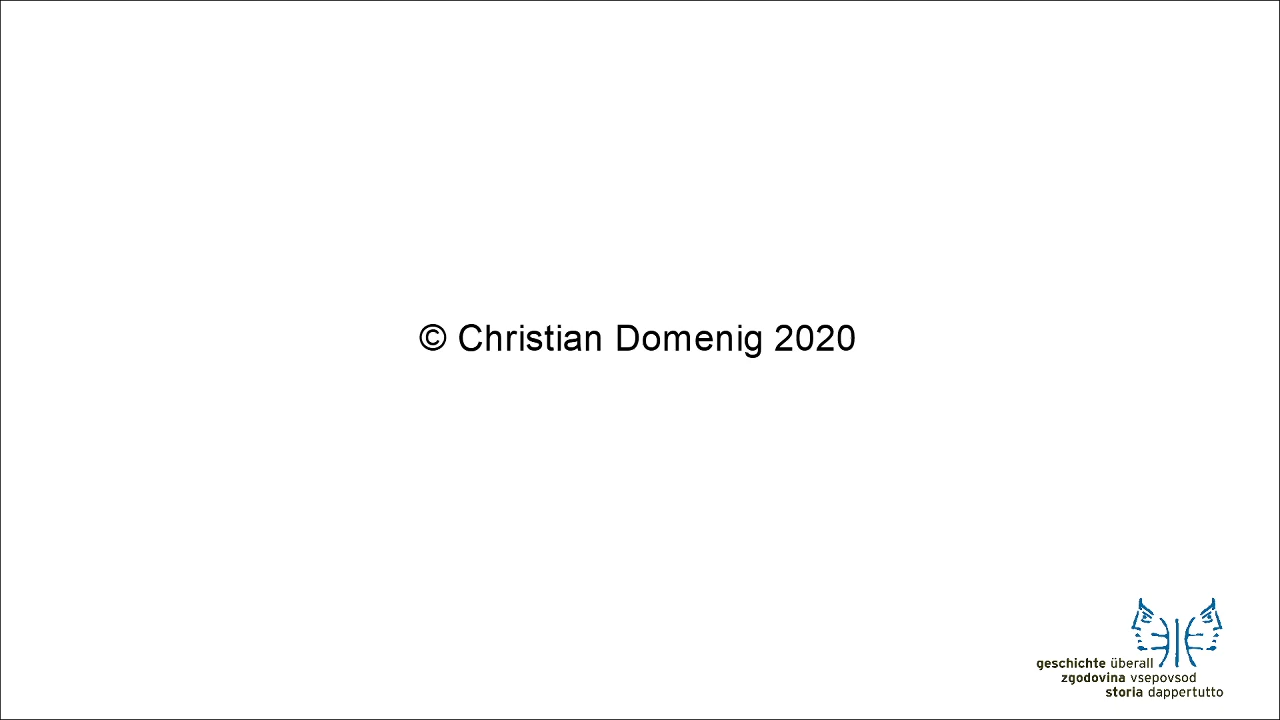 © Christian Domenig 2020
geschichte überall
zgodovina vsepovsod
storia dappertutto